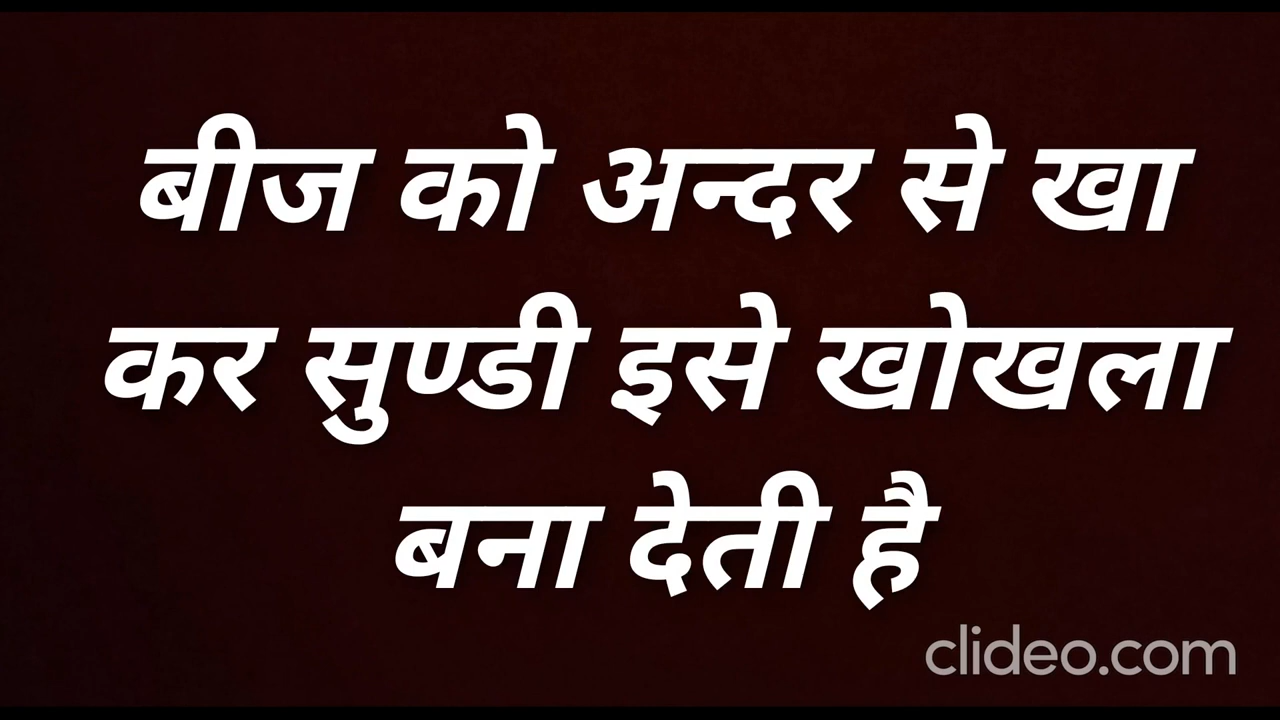 बीज को अन्दर से खा
कर सुण्डी इसे खोखला
बना देती है
clideo.com